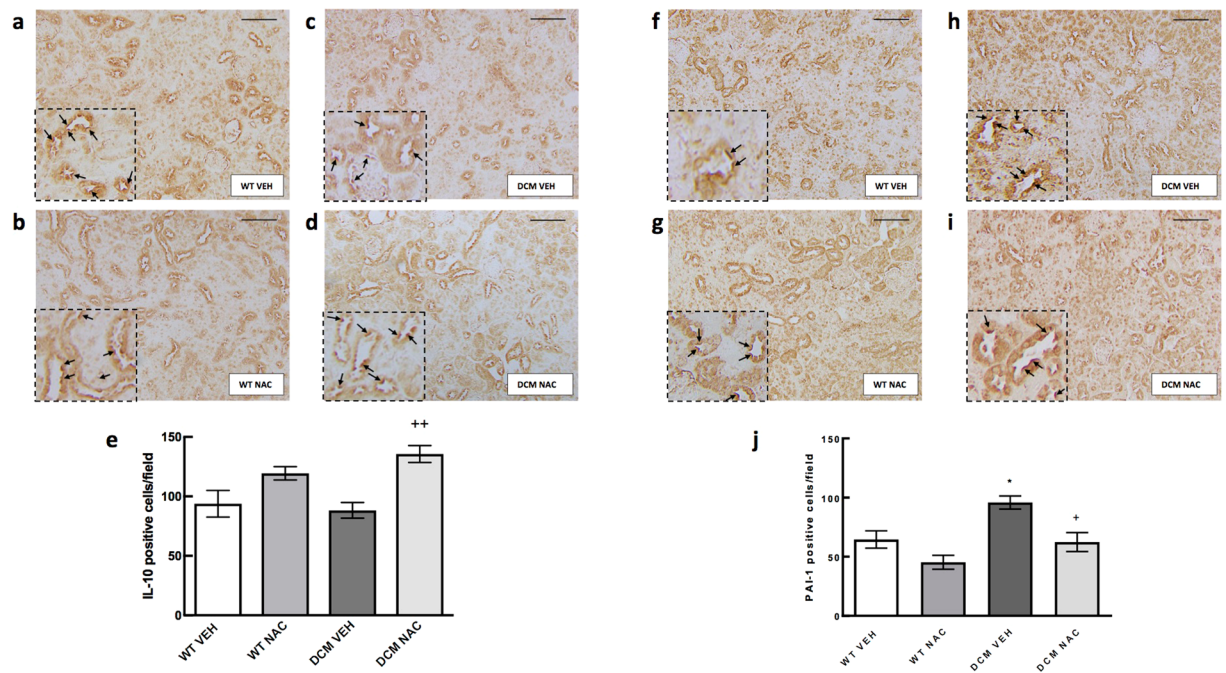 a
WT VEH
c
DCM VEH
f
WT VEH
h
DCM VEH
b
WT NAC
d
DCM NAC
g
WT NAC
i
DCM NAC
e
IL-10 positive cells/field
150
100
50
0
++
WT VEH
WT NAC
DCM VEH
DCM NAC
j
PAI-1 positive cells/field
150
100
50
0
*
+
WT VEH
WT NAC
DCM VEH
DCM NAC